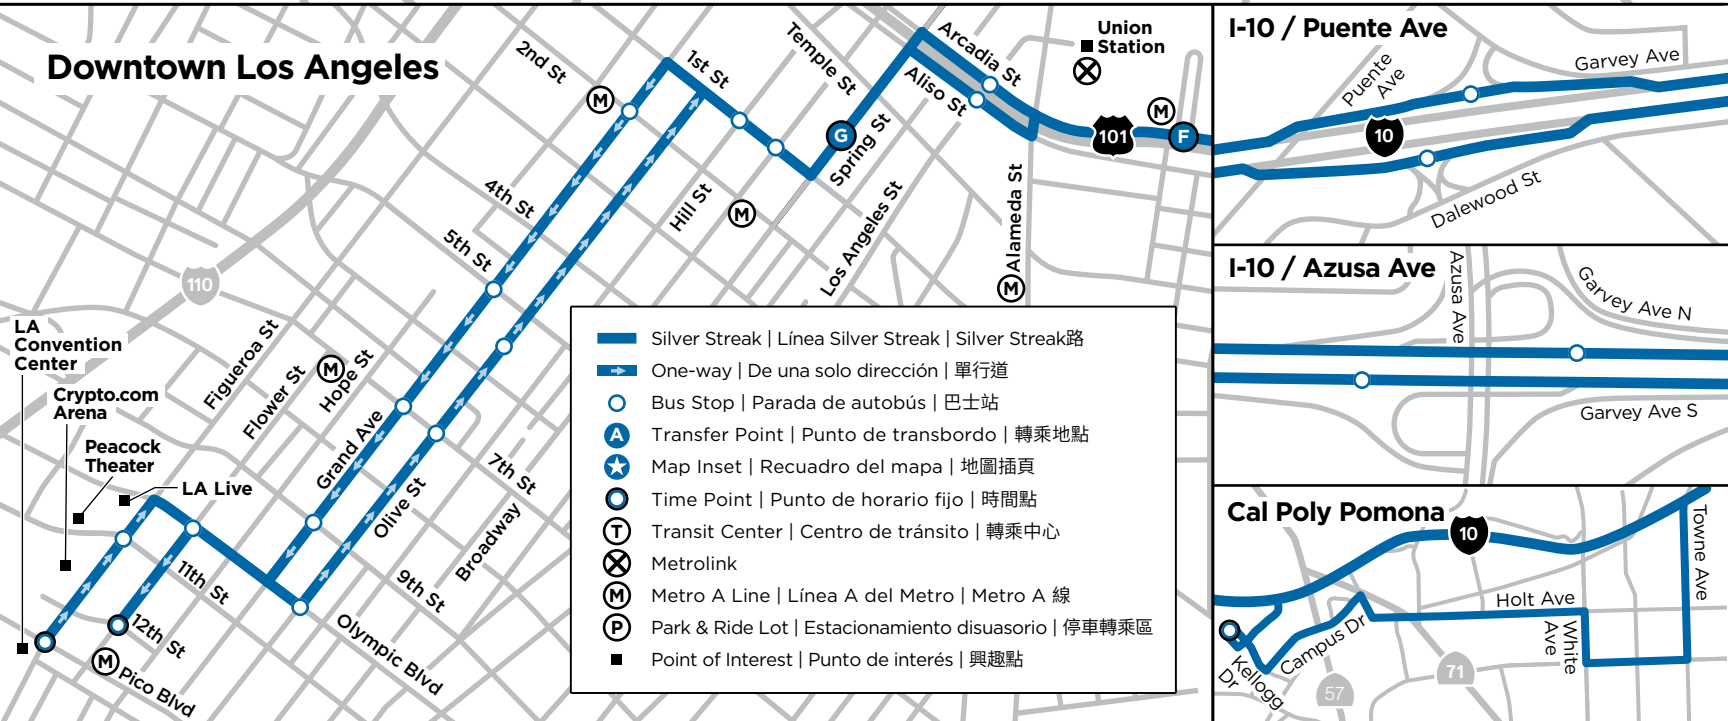 Downtown Los Angeles
2nd St
1st St
Temple St
Arcadia St
Aliso St
Union
Station
M
M
G
101
F
Spring St
4th St
Hill St
M
5th St
Los Angeles St
Alameda St
M
110
LA
Convention
Center
Figueroa St
M
Hope St
Flower St
Crypto.com
Arena
Peacock
Theater
LA Live
Grand Ave
Olive St
7th St
Broadway
9th St
11th St
12th St
Olympic Blvd
M
Pico Blvd
Silver Streak | Línea Silver Streak | Silver Streak路
One-way | De una solo dirección | 單行道
Bus Stop | Parada de autobús | 巴士站
A Transfer Point | Punto de transbordo | 轉乘地點
Map Inset | Recuadro del mapa | 地圖插頁
Time Point | Punto de horario fijo | 時間點
T Transit Center | Centro de tránsito | 轉乘中心
Metrolink
M Metro A Line | Línea A del Metro | Metro A 線
P Park & Ride Lot | Estacionamiento disuasorio | 停車轉乘區
Point of Interest | Punto de interés | 興趣點
I-10 / Puente Ave
Puente
Ave
Garvey Ave
10
Dalewood St
I-10 / Azusa Ave
Azusa Ave
Garvey Ave N
Garvey Ave S
Cal Poly Pomona
10
Towne Ave
Holt Ave
White
Ave
Campus Dr
Kellogg
Dr
57
71